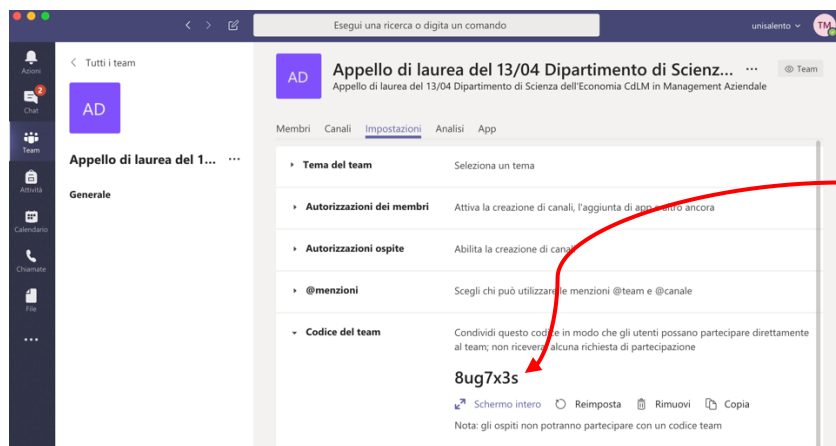 Esegui una ricerca o digita un comando
unisalento
TM
Azioni
2
Chat
Team
Attività
Calendario
Chiamate
File
Tutti i team
AD
Appello di laurea del 1...
Generale
AD
Appello di laurea del 13/04 Dipartimento di Scienz...
Team
Appello di laurea del 13/04 Dipartimento di Scienza dell'Economia CdLM in Management Aziendale
Membri Canali Impostazioni Analisi App
Tema del team Seleziona un tema
Autorizzazioni dei membri Attiva la creazione di canali, l'aggiunta di app e altro ancora
Autorizzazioni ospite Abilita la creazione di canali
@menzioni Scegli chi può utilizzare le menzioni @team e @canale
Codice del team Condividi questo codice in modo che gli utenti possano partecipare direttamente
al team; non riceverai alcuna richiesta di partecipazione
8ug7x3s
Schermo intero Reimposta Rimuovi Copia
Nota: gli ospiti non potranno partecipare con un codice team